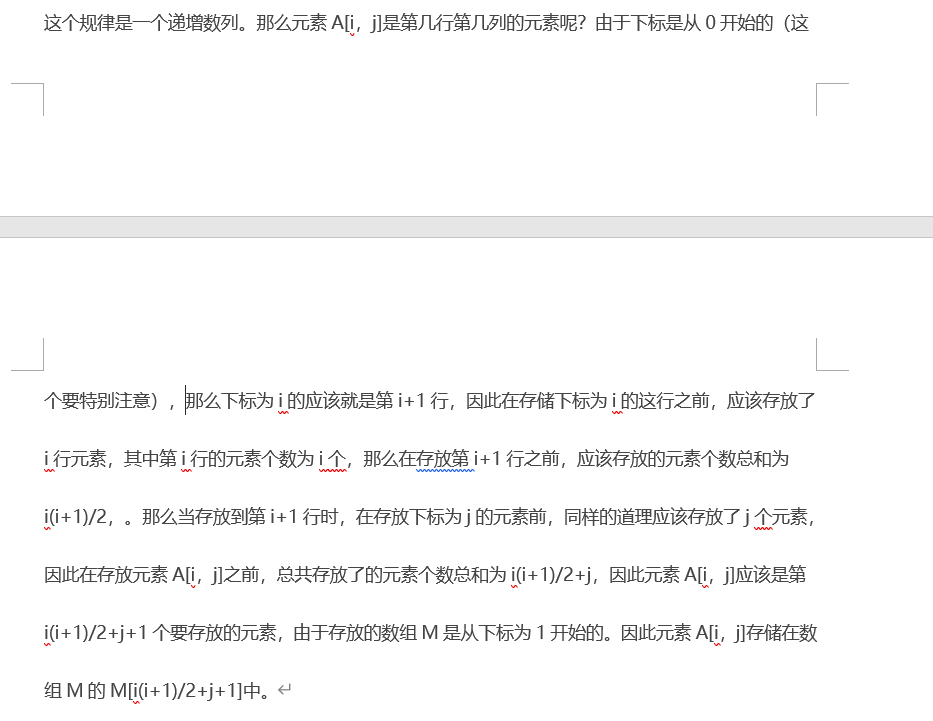 这个规律是一个递增数列。那么元素 A[i，j]是第几行第几列的元素呢？由于下标是从 0 开始的（这
个要特别注意），那么下标为 i 的应该就是第 i+1 行，因此在存储下标为 i 的这行之前，应该存放了
i 行元素，其中第 i 行的元素个数为 i 个，那么在存放第 i+1 行之前，应该存放的元素个数总和为
i(i+1)/2，。那么当存放到第 i+1 行时，在存放下标为 j 的元素前，同样的道理应该存放了 j 个元素，
因此在存放元素 A[i，j]之前，总共存放了的元素个数总和为 i(i+1)/2+j，因此元素 A[i，j]应该是第
i(i+1)/2+j+1 个要存放的元素，由于存放的数组 M 是从下标为 1 开始的。因此元素 A[i，j]存储在数
组 M 的 M[i(i+1)/2+j+1]中。